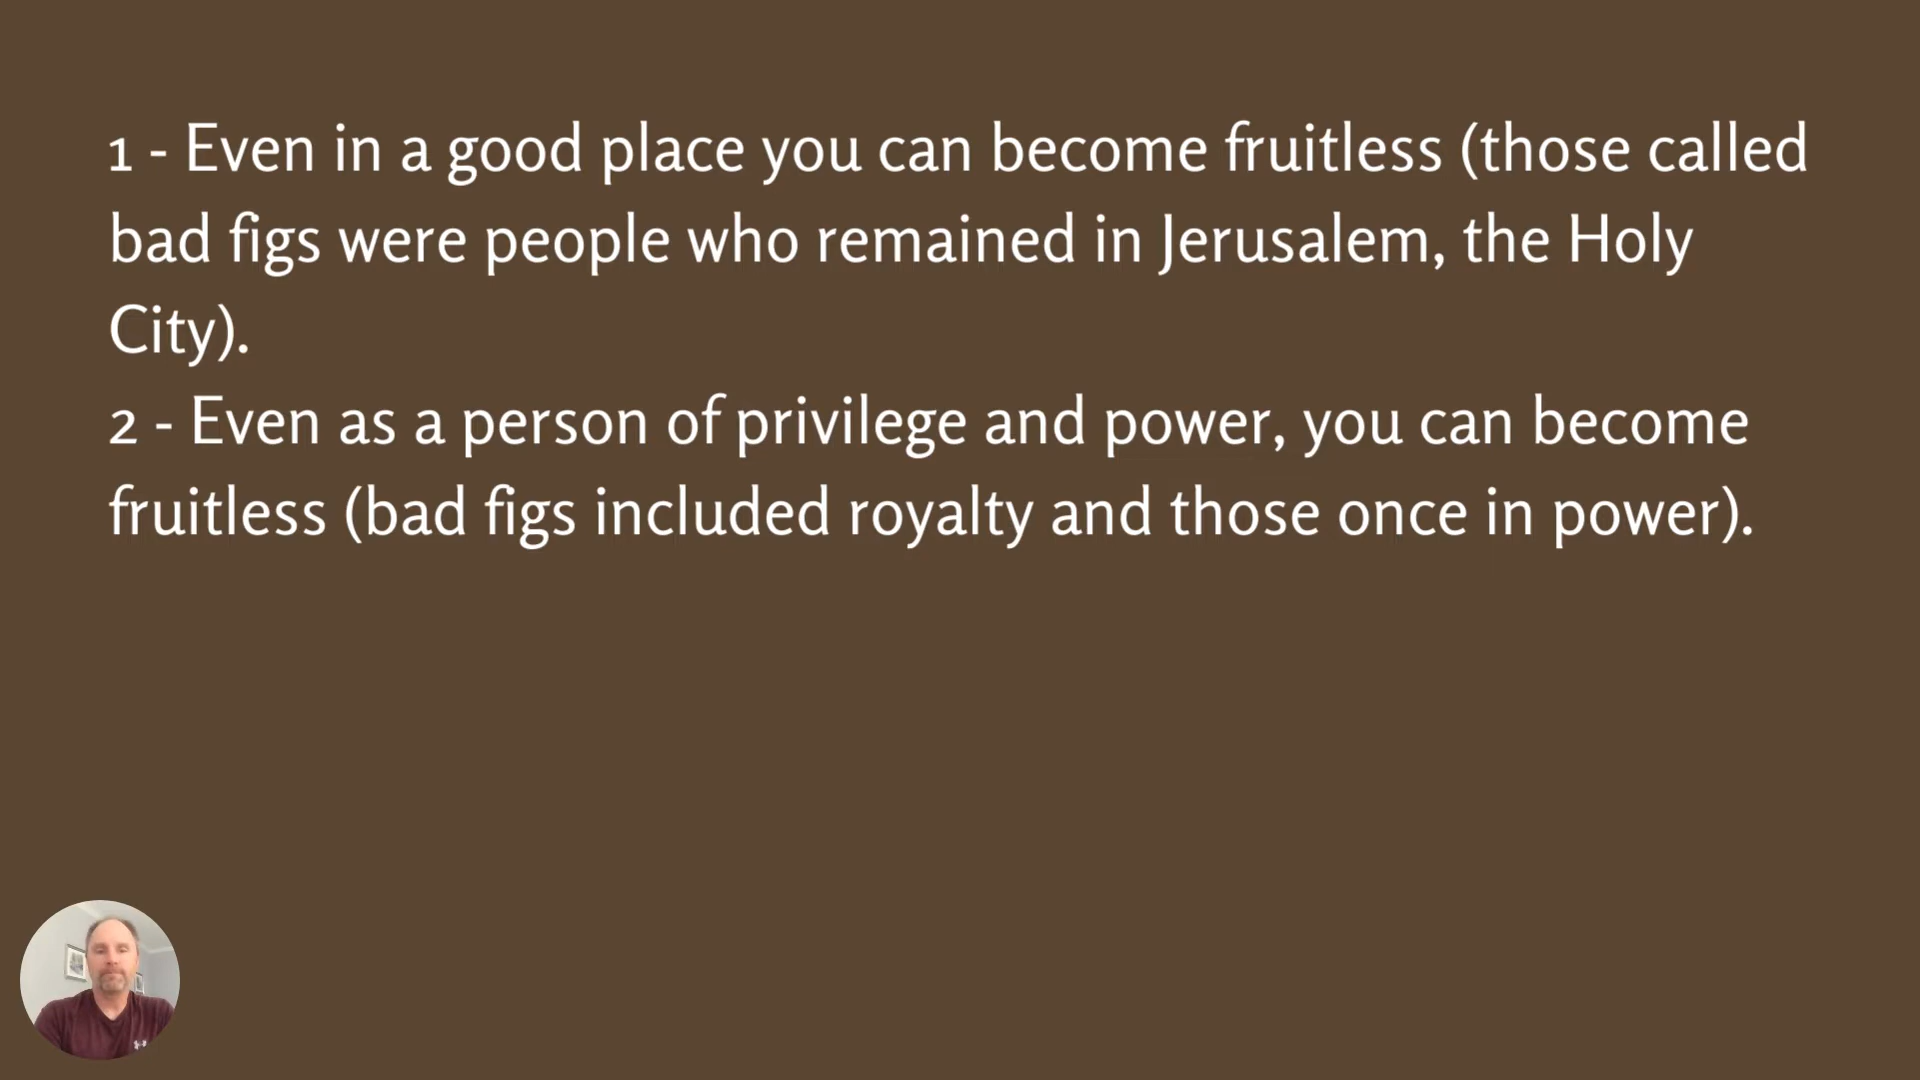 1 - Even in a good place you can become fruitless (those called
bad figs were people who remained in Jerusalem, the Holy
City).
2 - Even as a person of privilege and power, you can become
fruitless (bad figs included royalty and those once in power).